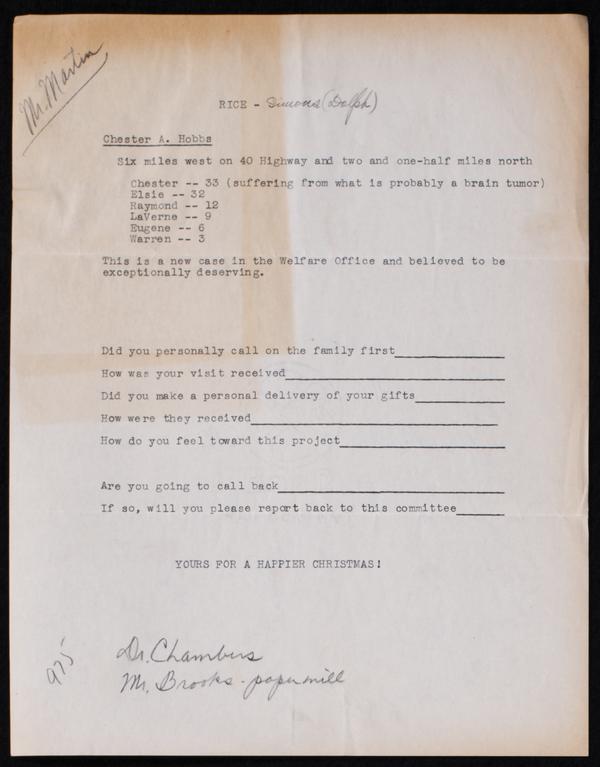 Mr. Martin
RICE - Simons (Dolph)
Chester A. Hobbs
Six miles west on 40 Highway and two and one-half miles north
Chester -- 33 (suffering from what is probably a brain tumor)
Elsie -- 32
Raymond -- 12
LaVerne -- 9
Eugene -- 6
Warren -- 3
This is a new case in the Welfare Office and believed to be
exceptionally deserving.
Did you personally call on the family first
How was your visit received
Did you make a personal delivery of your gifts
How were they received
How do you feel toward this project
Are you going to call back
If so, will you please report back to this committee
YOURS FOR A HAPPIER CHRISTMAS!
Dr. Chambers
975
Mr. Brooks - papermill